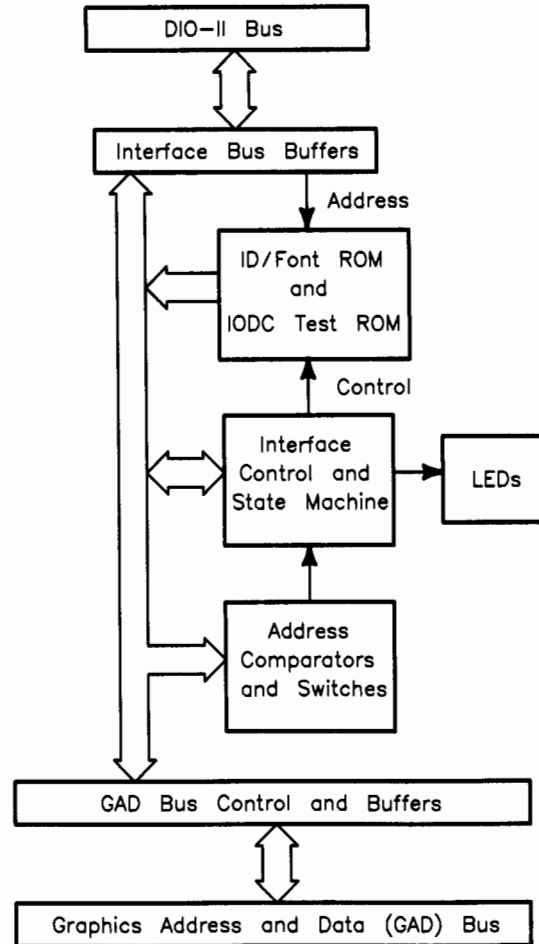 DIO-II Bus
Interface Bus Buffers
Address
ID/Font ROM
and
IODC Test ROM
Control
Interface
Control and
State Machine
LEDs
Address
Comparators
and Switches
GAD Bus Control and Buffers
Graphics Address and Data (GAD) Bus